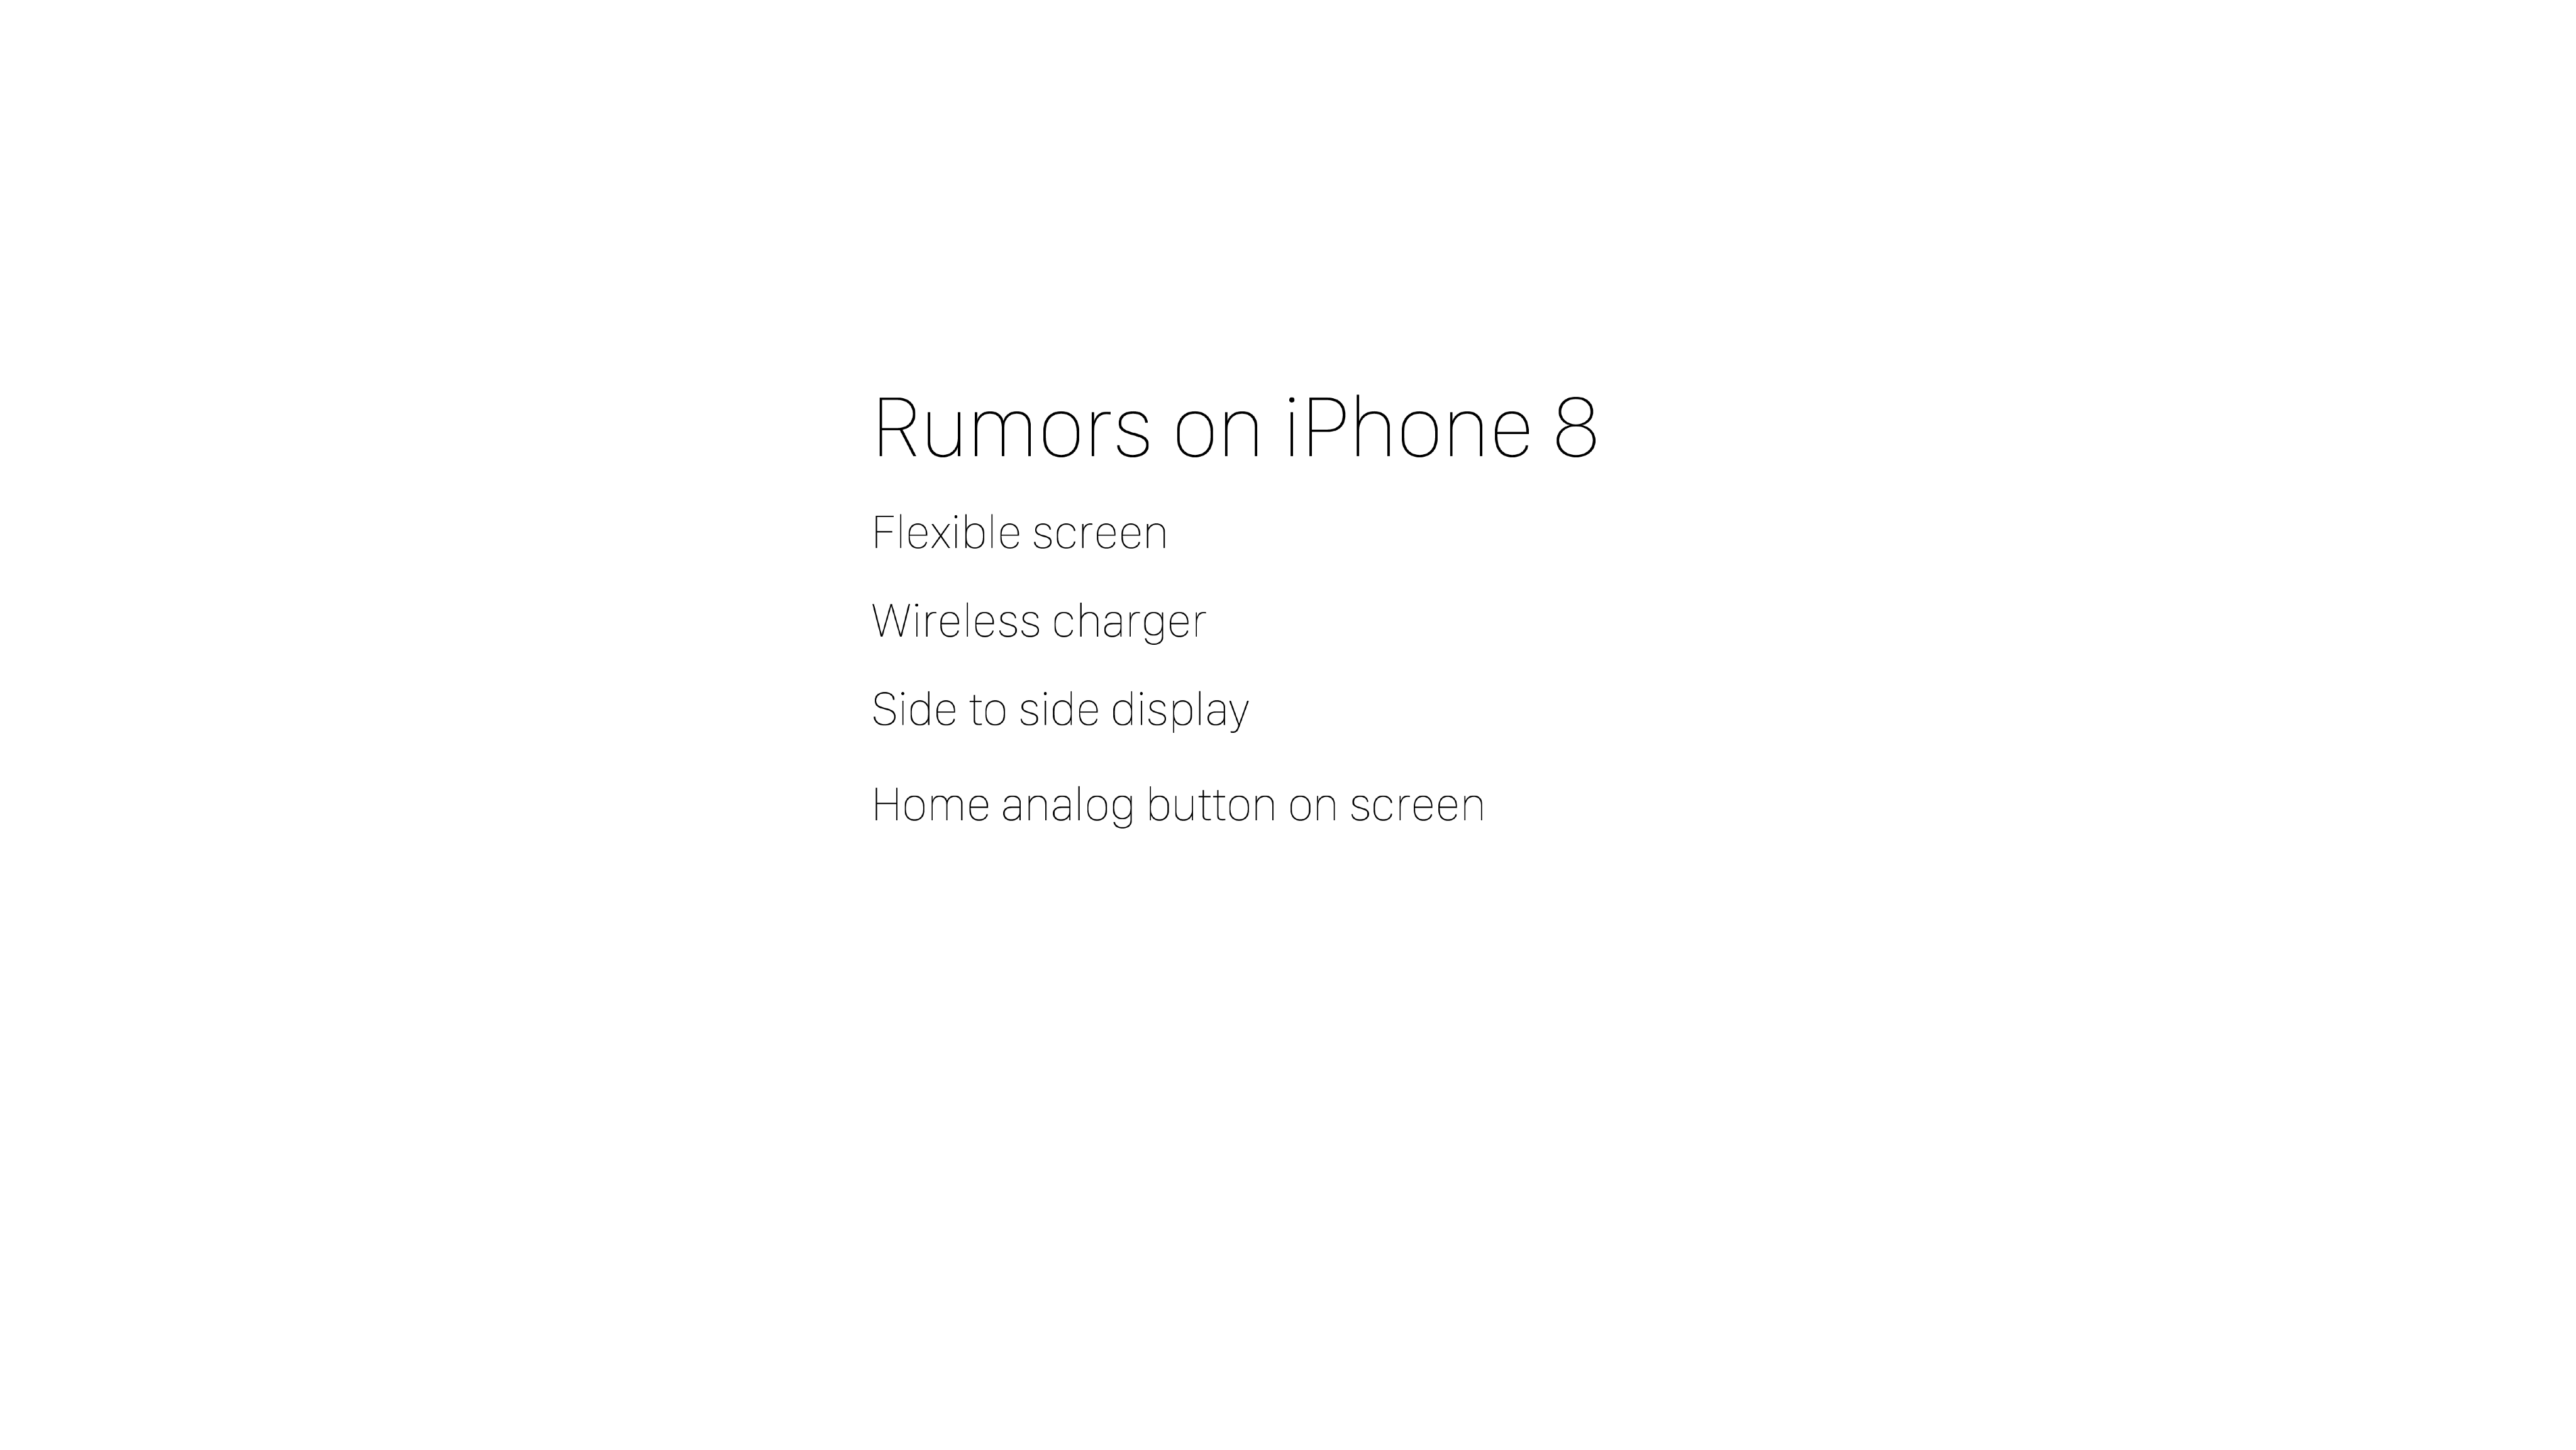 Rumors on iPhone 8
Flexible screen
Wireless charger
Side to side display
Home analog button on screen